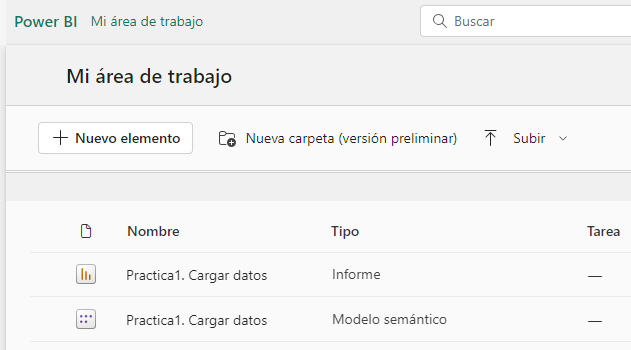 Power BI Mi área de trabajo Buscar
Mi área de trabajo
Nuevo elemento Nueva carpeta (versión preliminar) Subir
Nombre Tipo Tarea
Practica1. Cargar datos Informe —
Practica1. Cargar datos Modelo semántico —